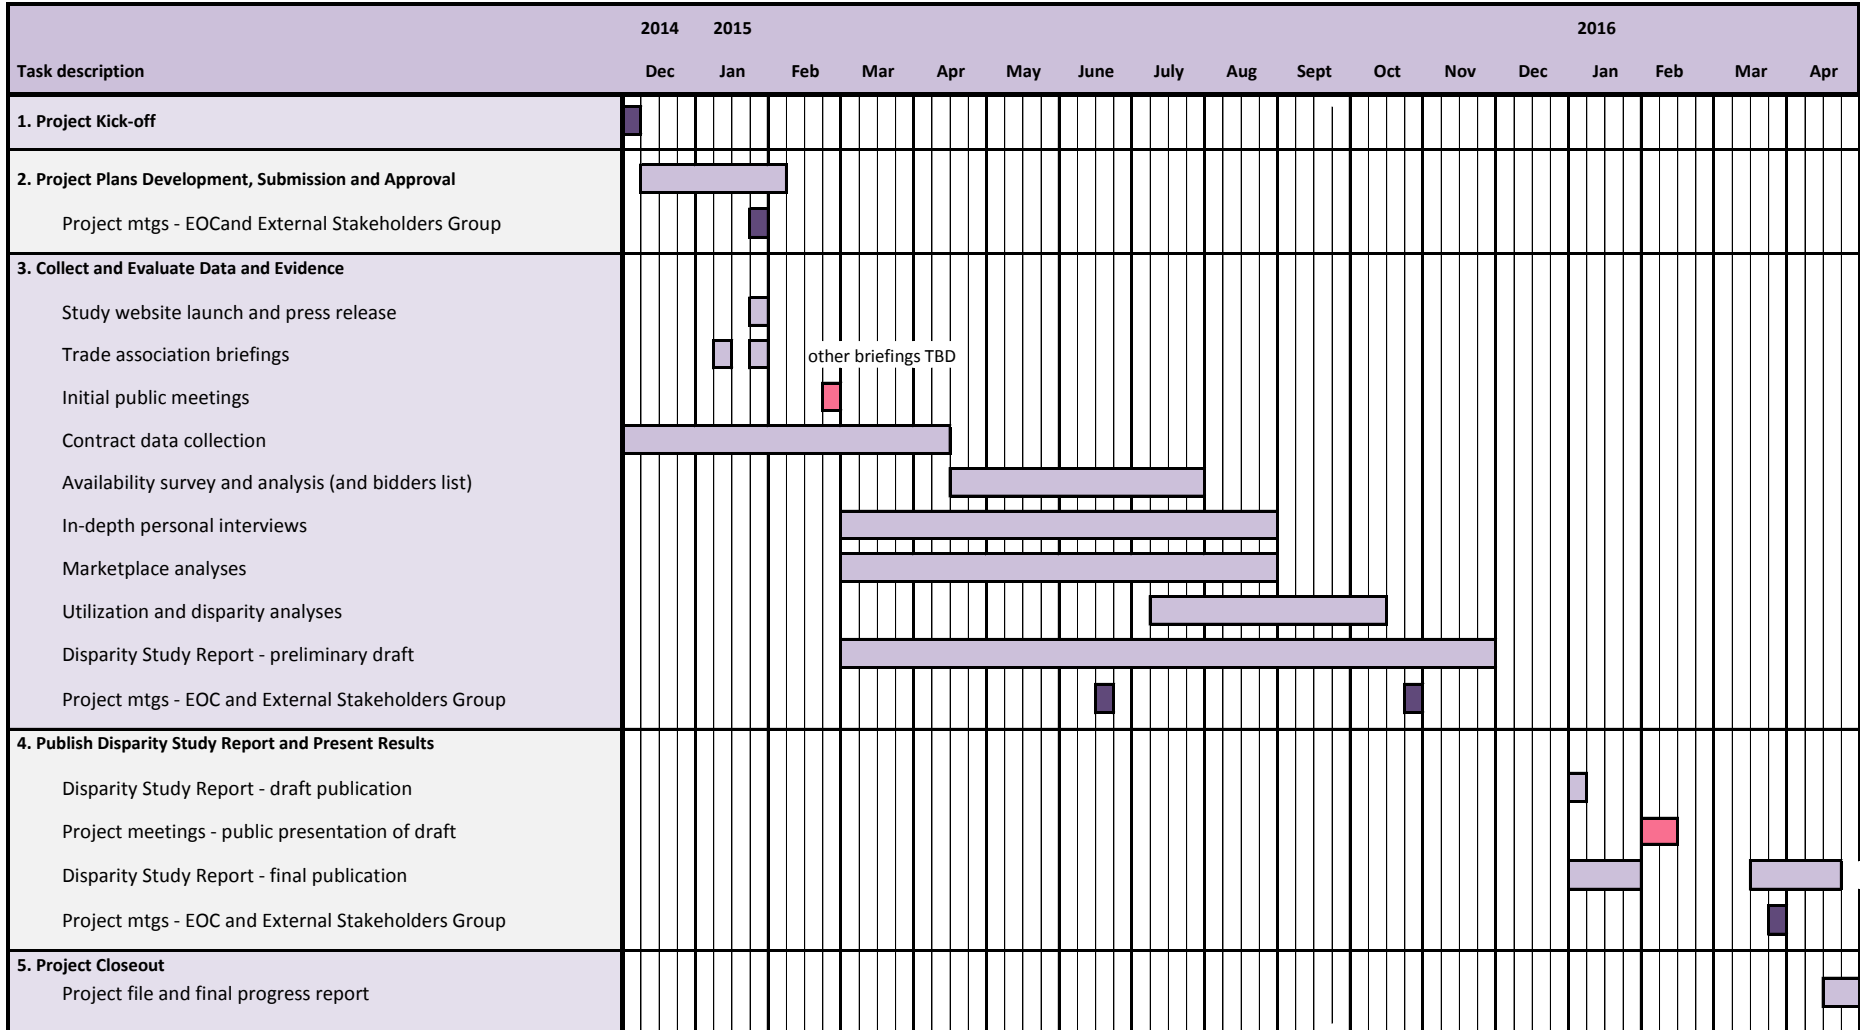 2014 2015 2016
Task description Dec Jan Feb Mar Apr May June July Aug Sept Oct Nov Dec Jan Feb Mar Apr
1. Project Kick-off
2. Project Plans Development, Submission and Approval
Project mtgs - EOCand External Stakeholders Group
3. Collect and Evaluate Data and Evidence
Study website launch and press release
Trade association briefings other briefings TBD
Initial public meetings
Contract data collection
Availability survey and analysis (and bidders list)
In-depth personal interviews
Marketplace analyses
Utilization and disparity analyses
Disparity Study Report - preliminary draft
Project mtgs - EOC and External Stakeholders Group
4. Publish Disparity Study Report and Present Results
Disparity Study Report - draft publication
Project meetings - public presentation of draft
Disparity Study Report - final publication
Project mtgs - EOC and External Stakeholders Group
5. Project Closeout
Project file and final progress report